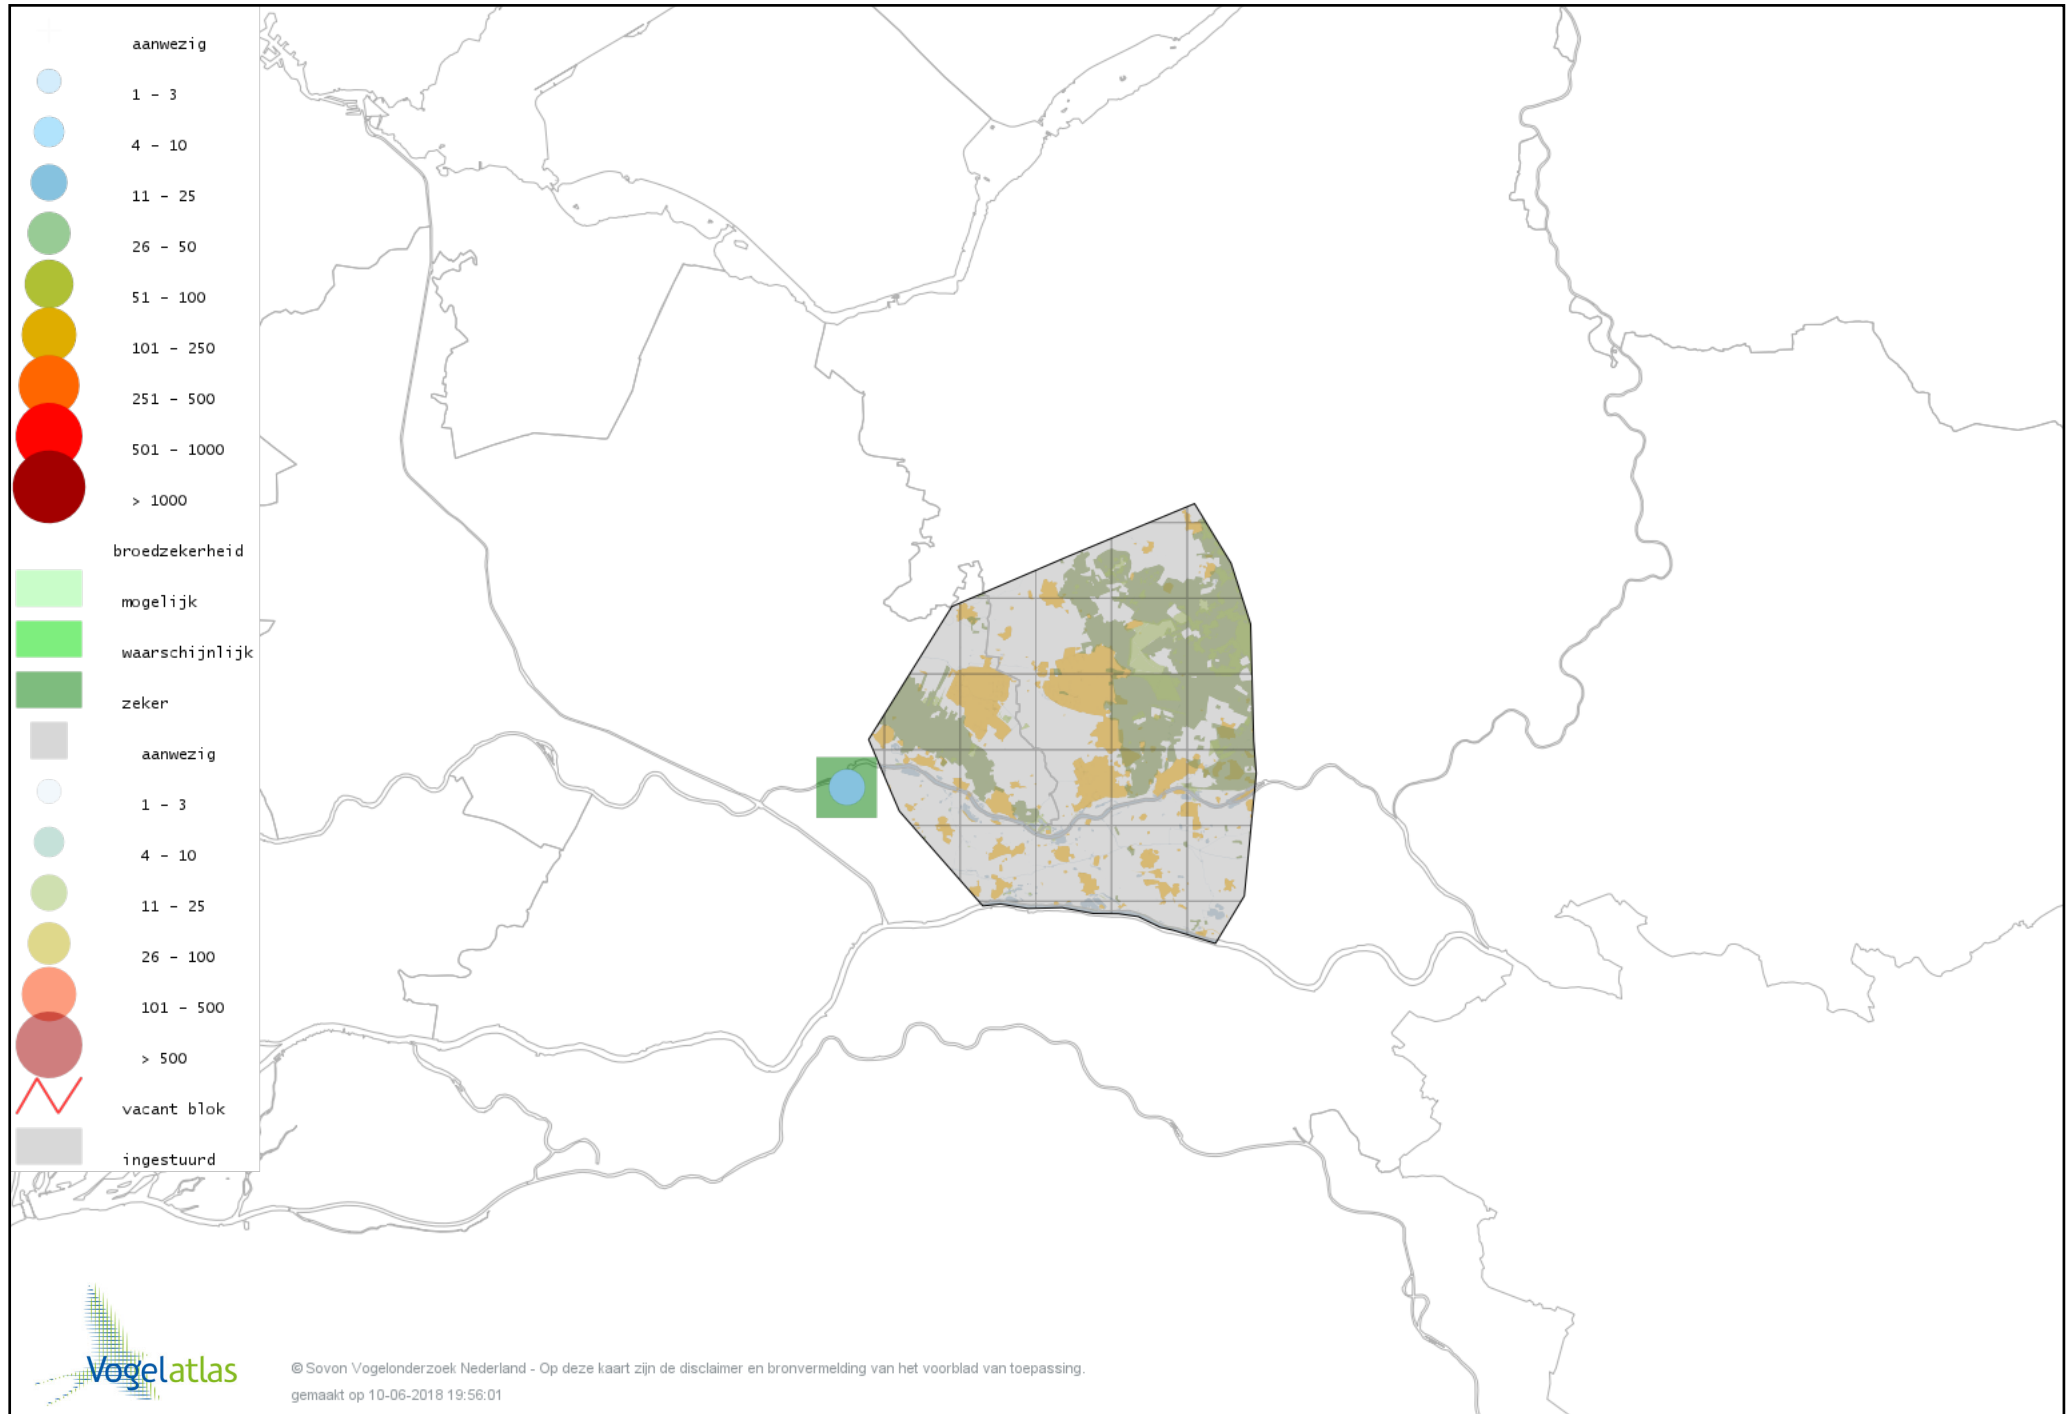 aanwezig
1 - 3
4 - 10
11 - 25
26 - 50
51 - 100
101 - 250
251 - 500
501 - 1000
> 1000
broedzekerheid
mogelijk
waarschijnlijk
zeker
aanwezig
1 - 3
4 - 10
11 - 25
26 - 100
101 - 500
> 500
vacant blok
ingestuurd
Vogelatlas
© Sovon Vogelonderzoek Nederland - Op deze kaart zijn de disclaimer en bronvermelding van het voorblad van toepassing.
gemaakt op 10-06-2018 19:56:01